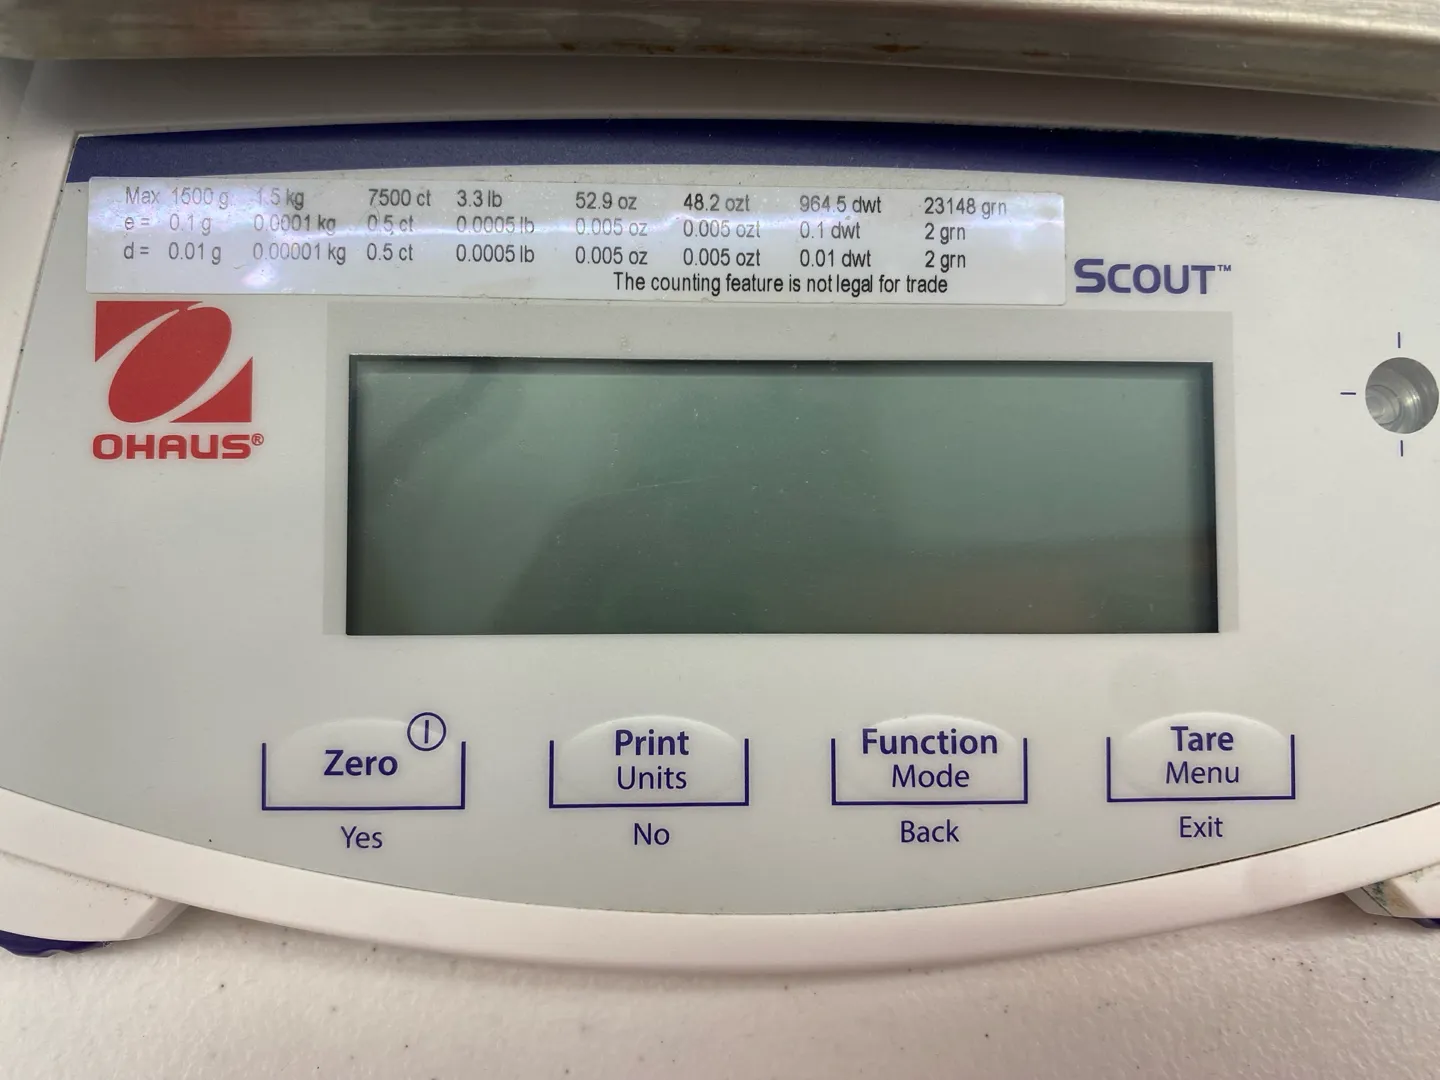 Max 1500 g 1.5 kg 7500 ct 3.3 lb 52.9 oz 48.2 ozt 964.5 dwt 23148 grn
e = 0.1 g 0.0001 kg 0.5 ct 0.0005 lb 0.005 oz 0.005 ozt 0.1 dwt 2 grn
d = 0.01 g 0.00001 kg 0.5 ct 0.0005 lb 0.005 oz 0.005 ozt 0.01 dwt 2 grn
The counting feature is not legal for trade
SCOUT™
OHAUS®
Zero
Yes
Print
Units
No
Function
Mode
Back
Tare
Menu
Exit